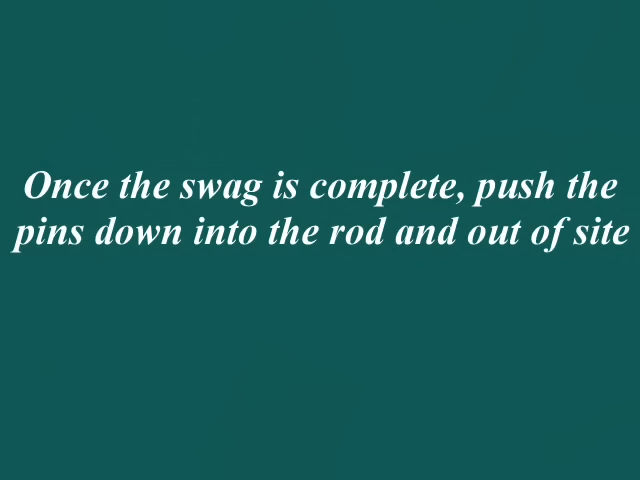 Once the swag is complete, push the
pins down into the rod and out of site